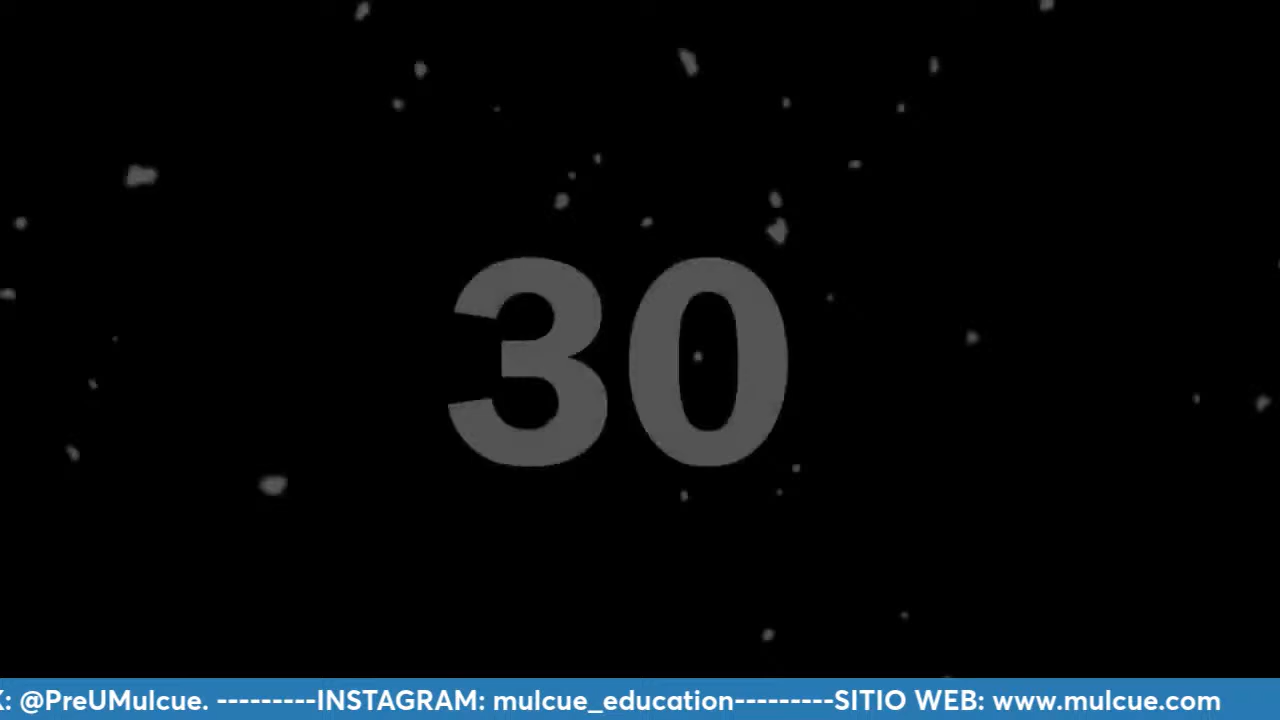 30
: @PreUMulcue. ---------INSTAGRAM: mulcue_education---------SITIO WEB: www.mulcue.com